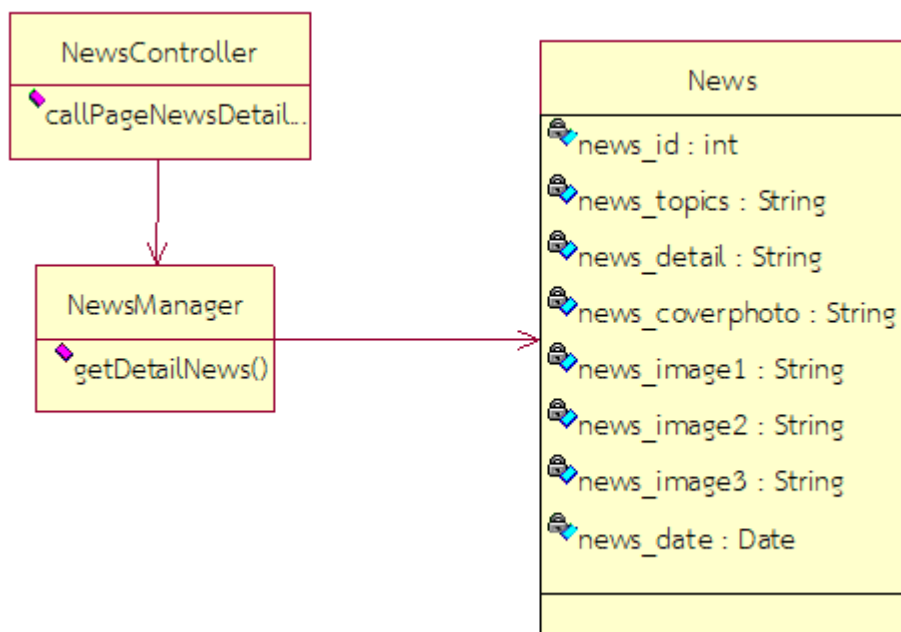 NewsController
callPageNewsDetail...
NewsManager
getDetailNews()
News
news_id : int
news_topics : String
news_detail : String
news_coverphoto : String
news_image1 : String
news_image2 : String
news_image3 : String
news_date : Date